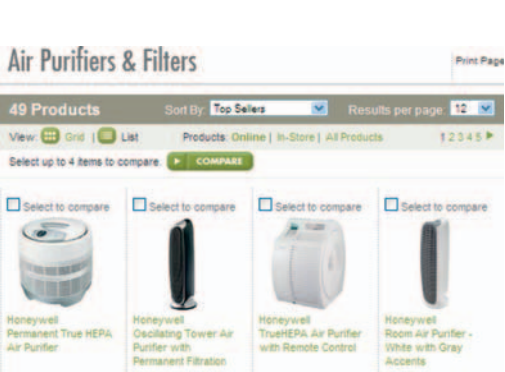 Air Purifiers & Filters
Print Page
49 Products Sort By: Top Sellers Results per page: 12
View: Grid | List Products: Online | In-Store | All Products 1 2 3 4 5
Select up to 4 items to compare. COMPARE
Select to compare Select to compare Select to compare Select to compare
Honeywell
Permanent True HEPA
Air Purifier
Honeywell
Oscillating Tower Air
Purifier with
Permanent Filtration
Honeywell
TrueHEPA Air Purifier
with Remote Control
Honeywell
Room Air Purifier -
White with Gray
Accents